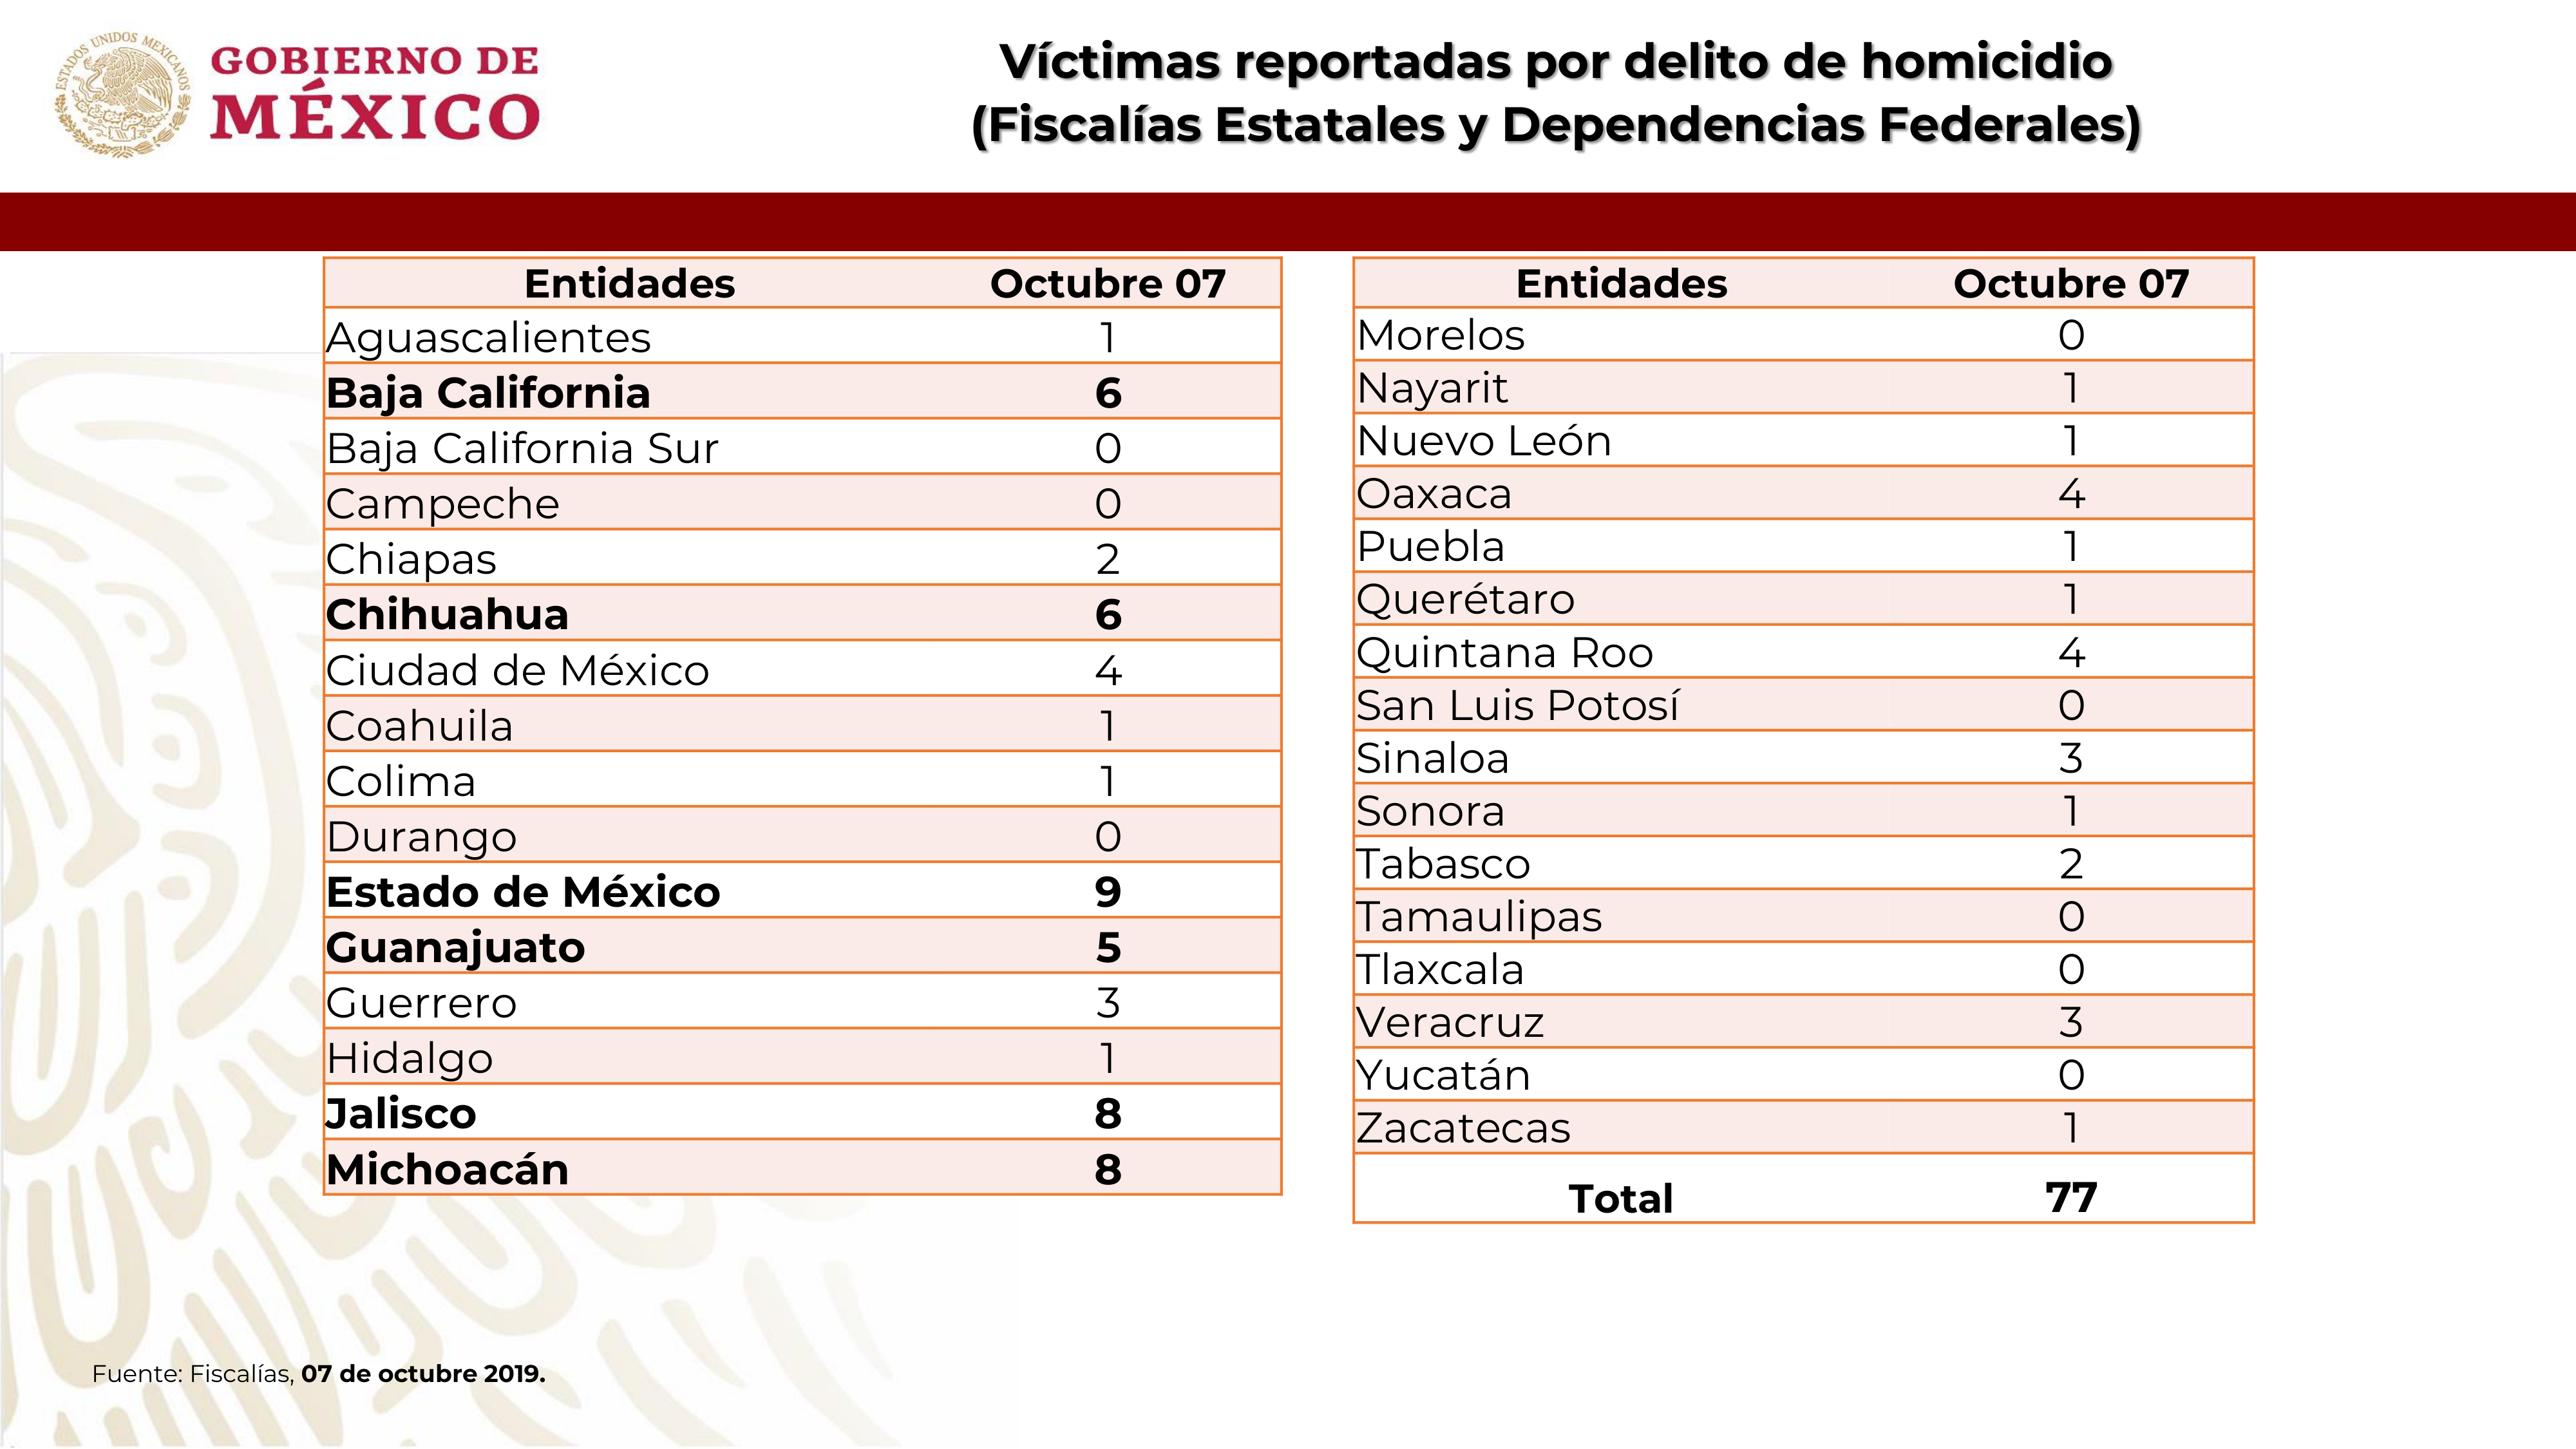 ESTADOS UNIDOS MEXICANOS
GOBIERNO DE
MÉXICO
Víctimas reportadas por delito de homicidio
(Fiscalías Estatales y Dependencias Federales)
Entidades Octubre 07
Aguascalientes 1
Baja California 6
Baja California Sur 0
Campeche 0
Chiapas 2
Chihuahua 6
Ciudad de México 4
Coahuila 1
Colima 1
Durango 0
Estado de México 9
Guanajuato 5
Guerrero 3
Hidalgo 1
Jalisco 8
Michoacán 8
Entidades Octubre 07
Morelos 0
Nayarit 1
Nuevo León 1
Oaxaca 4
Puebla 1
Querétaro 1
Quintana Roo 4
San Luis Potosí 0
Sinaloa 3
Sonora 1
Tabasco 2
Tamaulipas 0
Tlaxcala 0
Veracruz 3
Yucatán 0
Zacatecas 1
Total 77
Fuente: Fiscalías, 07 de octubre 2019.